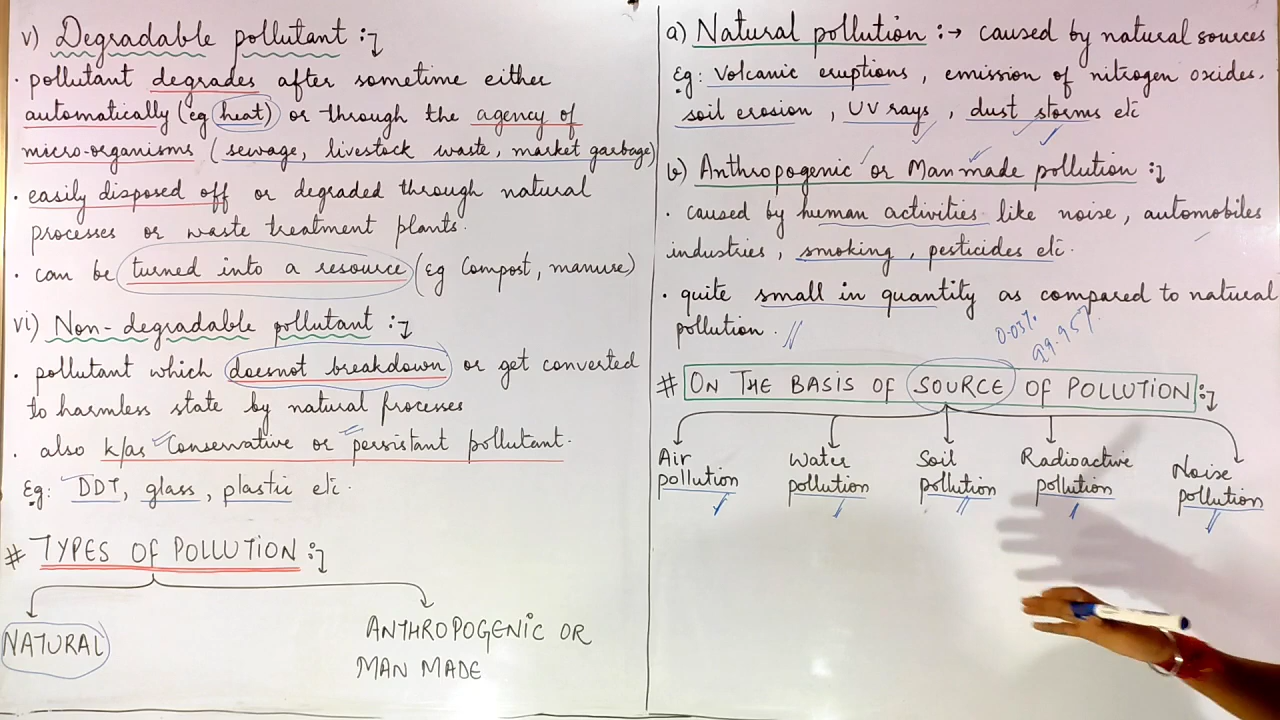 v) Degradable pollutant :
· pollutant degrades after sometime either
automatically (eg heat) or through the agency of
micro-organisms (sewage, livestock waste, market garbage)
· easily disposed off or degraded through natural
processes or waste treatment plants.
· can be turned into a resource (eg Compost, manure)
vi) Non-degradable pollutant :
· pollutant which doesnot breakdown or get converted
to harmless state by natural processes
· also k/as Conservative or persistant pollutant.
Eg: DDT, glass, plastic etc.
# TYPES OF POLLUTION :
NATURAL
ANTHROPOGENIC OR
MAN MADE
a) Natural pollution :→ caused by natural sources
Eg: Volcanic eruptions, emission of nitrogen oxides.
soil erosion, UV rays, dust storms etc
b) Anthropogenic or Man made pollution :
· caused by human activities like noise, automobiles
industries, smoking, pesticides etc.
· quite small in quantity as compared to natural
pollution.
0.05%
99.95%
# ON THE BASIS OF SOURCE OF POLLUTION :
Air
pollution
Water
pollution
Soil
pollution
Radioactive
pollution
Noise
pollution